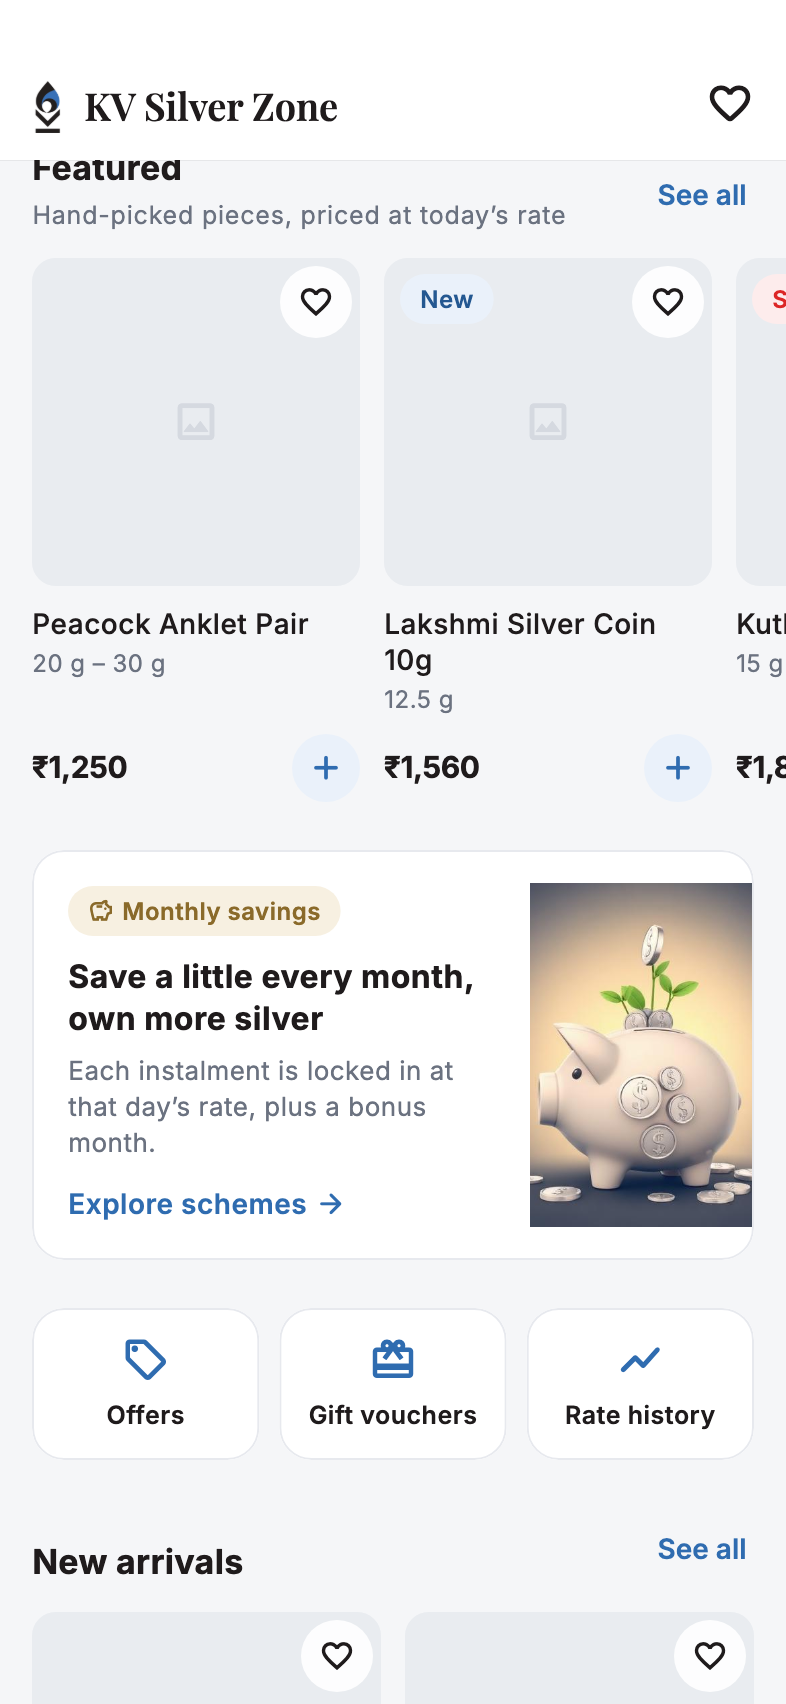 KV Silver Zone
Featured
See all
Hand-picked pieces, priced at today’s rate
New
Peacock Anklet Pair
20 g – 30 g
₹1,250
Lakshmi Silver Coin
10g
12.5 g
₹1,560
15 g
Monthly savings
Save a little every month,
own more silver
Each instalment is locked in at
that day’s rate, plus a bonus
month.
Explore schemes →
Offers
Gift vouchers
Rate history
New arrivals
See all